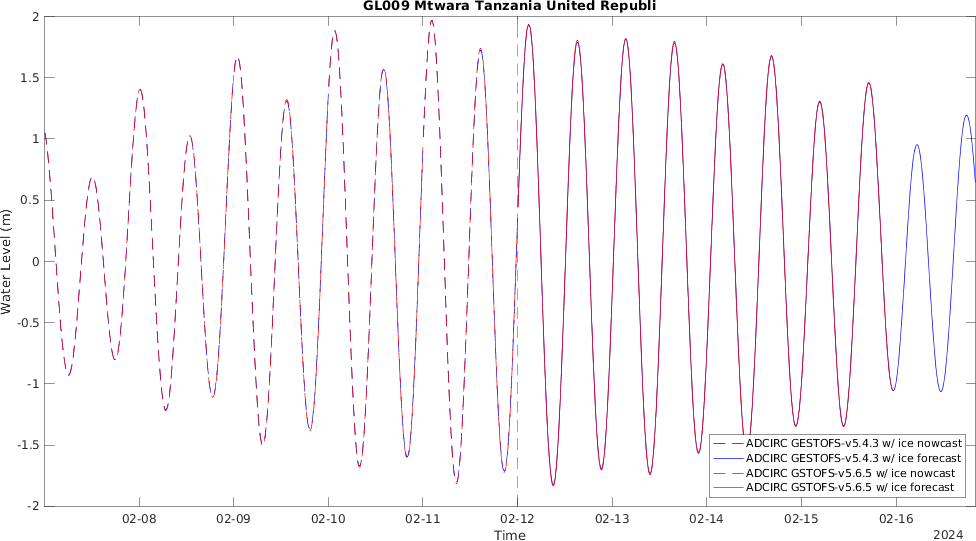 GL009 Mtwara Tanzania United Republi
2
1.5
1
0.5
0
-0.5
-1
-1.5
-2
Water Level (m)
ADCIRC GESTOFS-v5.4.3 w/ ice nowcast
ADCIRC GESTOFS-v5.4.3 w/ ice forecast
ADCIRC GSTOFS-v5.6.5 w/ ice nowcast
ADCIRC GSTOFS-v5.6.5 w/ ice forecast
02-08 02-09 02-10 02-11 02-12 02-13 02-14 02-15 02-16
Time
2024